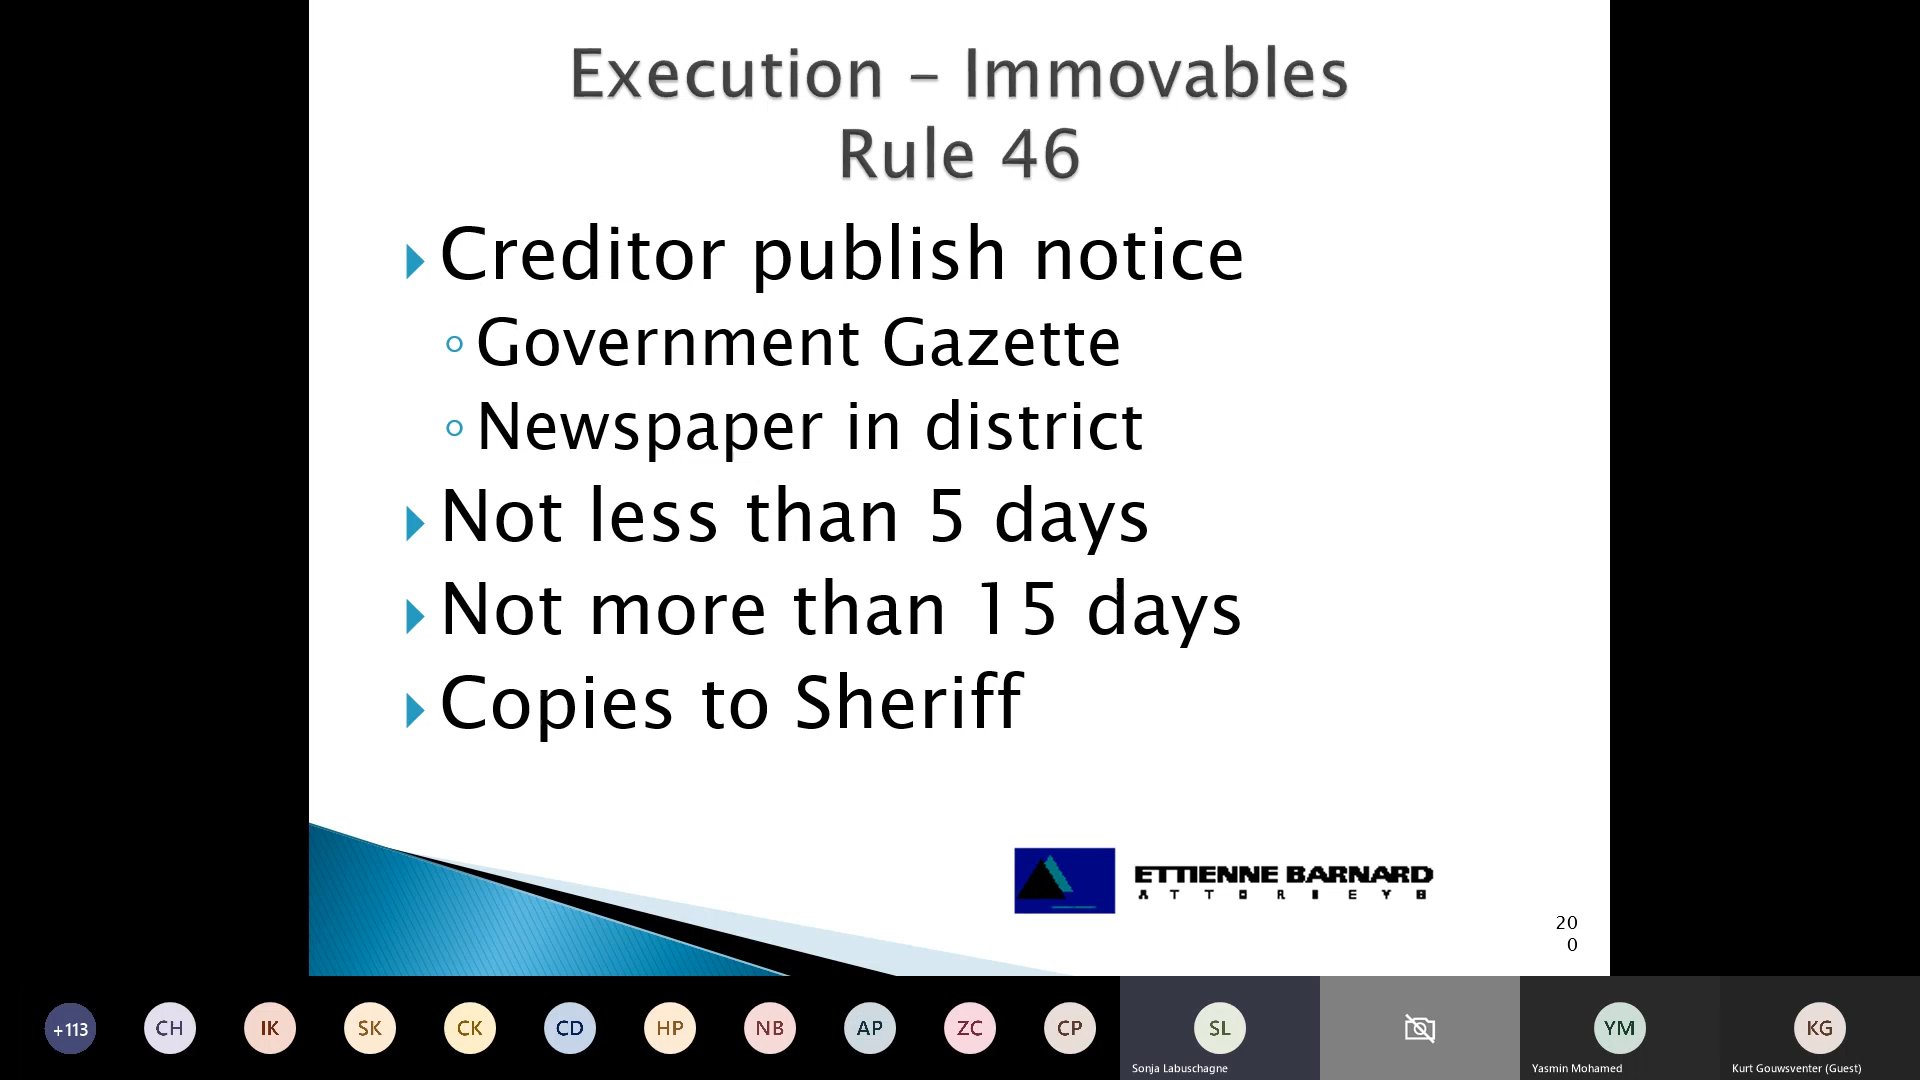 Execution – Immovables
Rule 46
Creditor publish notice
Government Gazette
Newspaper in district
Not less than 5 days
Not more than 15 days
Copies to Sheriff
ETTIENNE BARNARD
ATTORNEYS
20
0
+113
CH
IK
SK
CK
CD
HP
NB
AP
ZC
CP
SL
YM
KG
Sonja Labuschagne
Yasmin Mohamed
Kurt Gouwsventer (Guest)